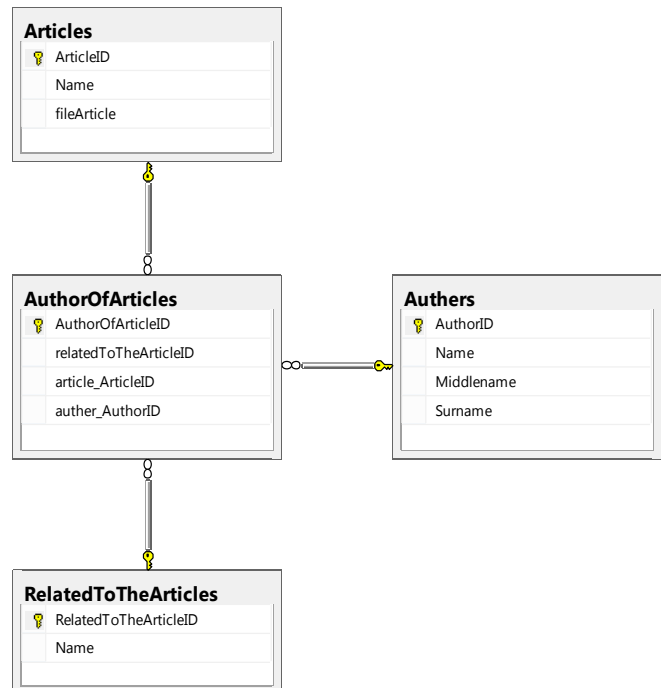 Articles
ArticleID
Name
fileArticle
AuthorOfArticles
AuthorOfArticleID
relatedToTheArticleID
article_ArticleID
auther_AuthorID
Authers
AuthorID
Name
Middlename
Surname
RelatedToTheArticles
RelatedToTheArticleID
Name